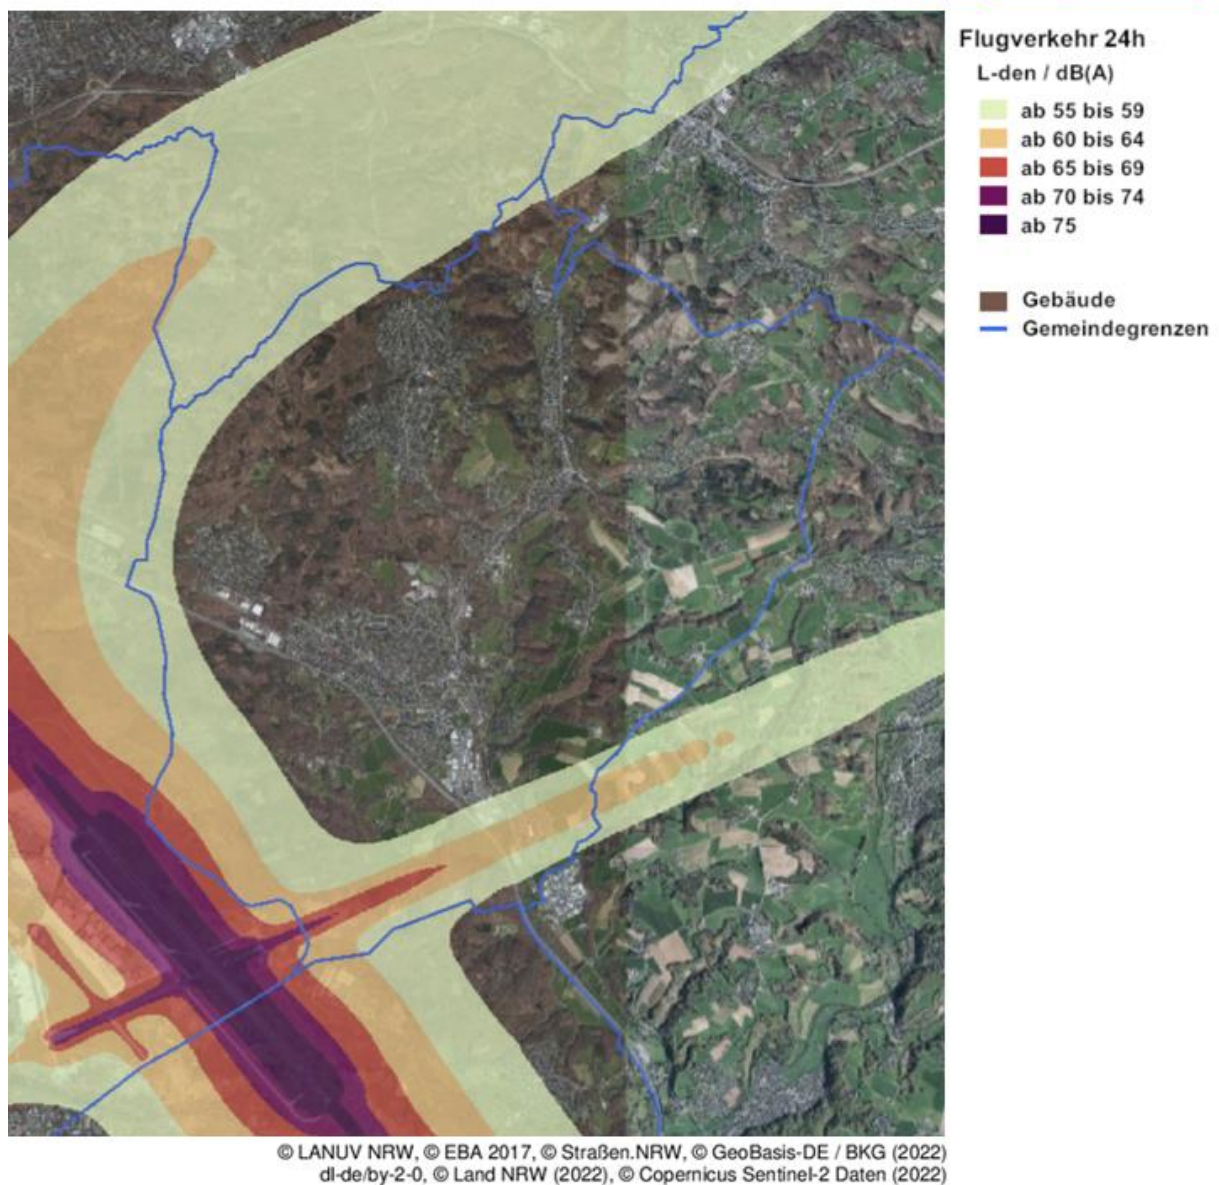 Flugverkehr 24h
L-den / dB(A)
ab 55 bis 59
ab 60 bis 64
ab 65 bis 69
ab 70 bis 74
ab 75
Gebäude
Gemeindegrenzen
© LANUV NRW, © EBA 2017, © Straßen.NRW, © GeoBasis-DE / BKG (2022)
dl-de/by-2-0, © Land NRW (2022), © Copernicus Sentinel-2 Daten (2022)